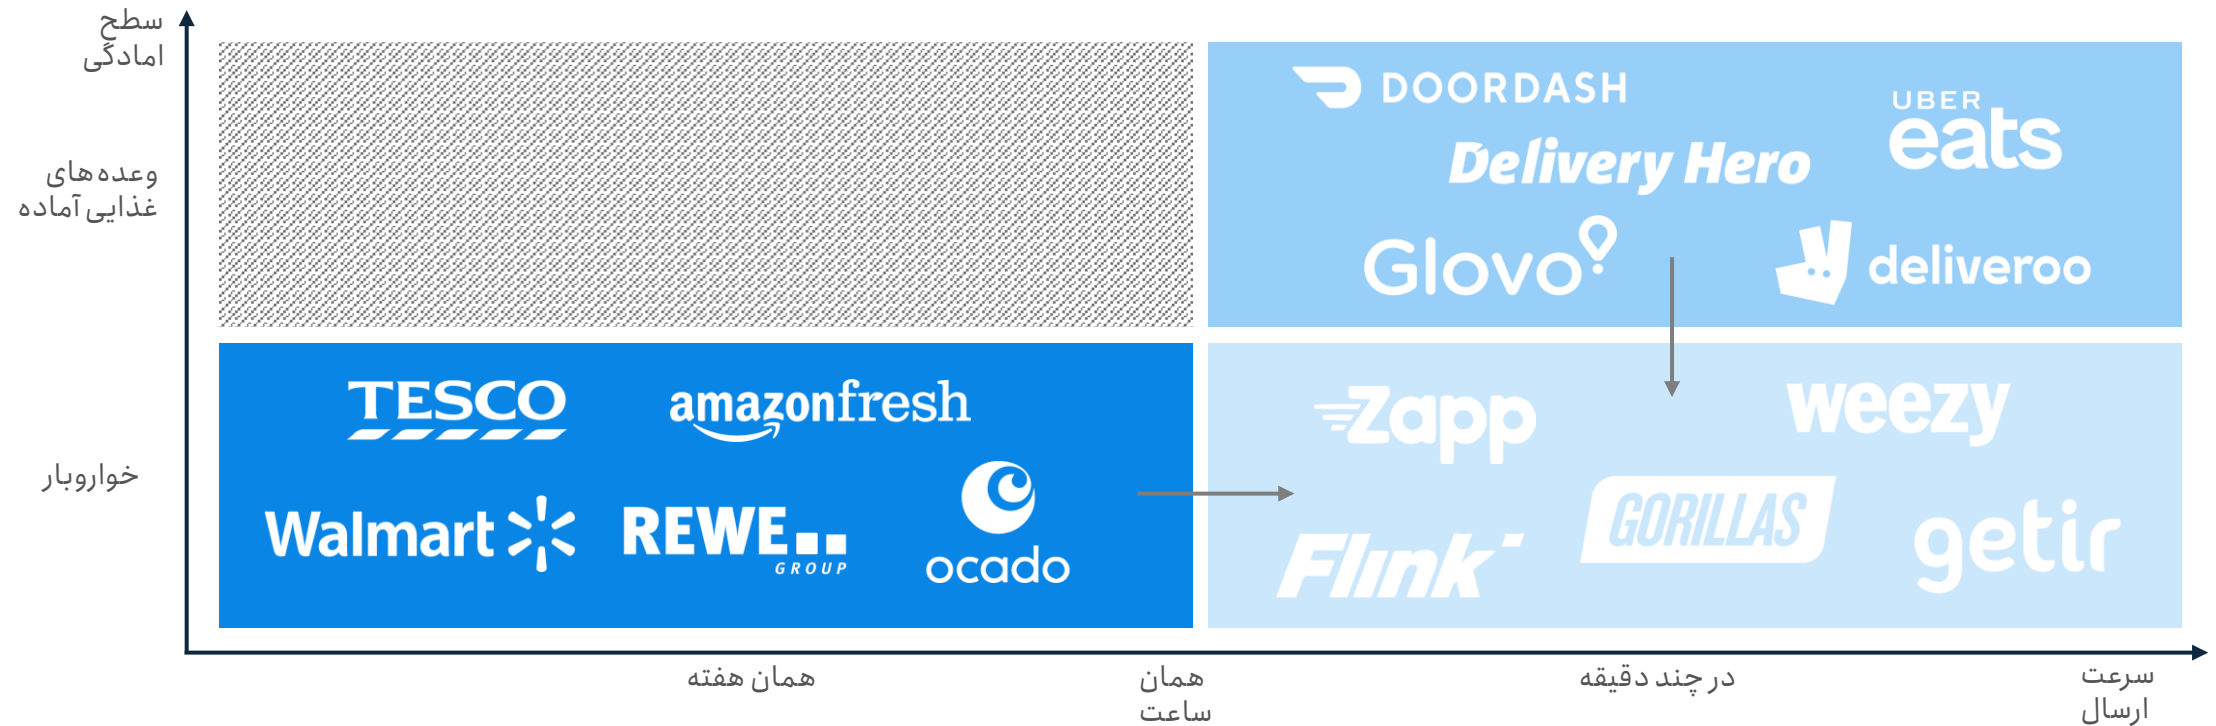 سطح
امادگی
وعده‌های
غذایی آماده
خواروبار
DOORDASH
UBER
eats
Delivery Hero
Glovo
deliveroo
TESCO
amazonfresh
Walmart
REWE
GROUP
ocado
Zapp
weezy
Flink
GORILLAS
getir
همان هفته
همان
ساعت
در چند دقیقه
سرعت
ارسال